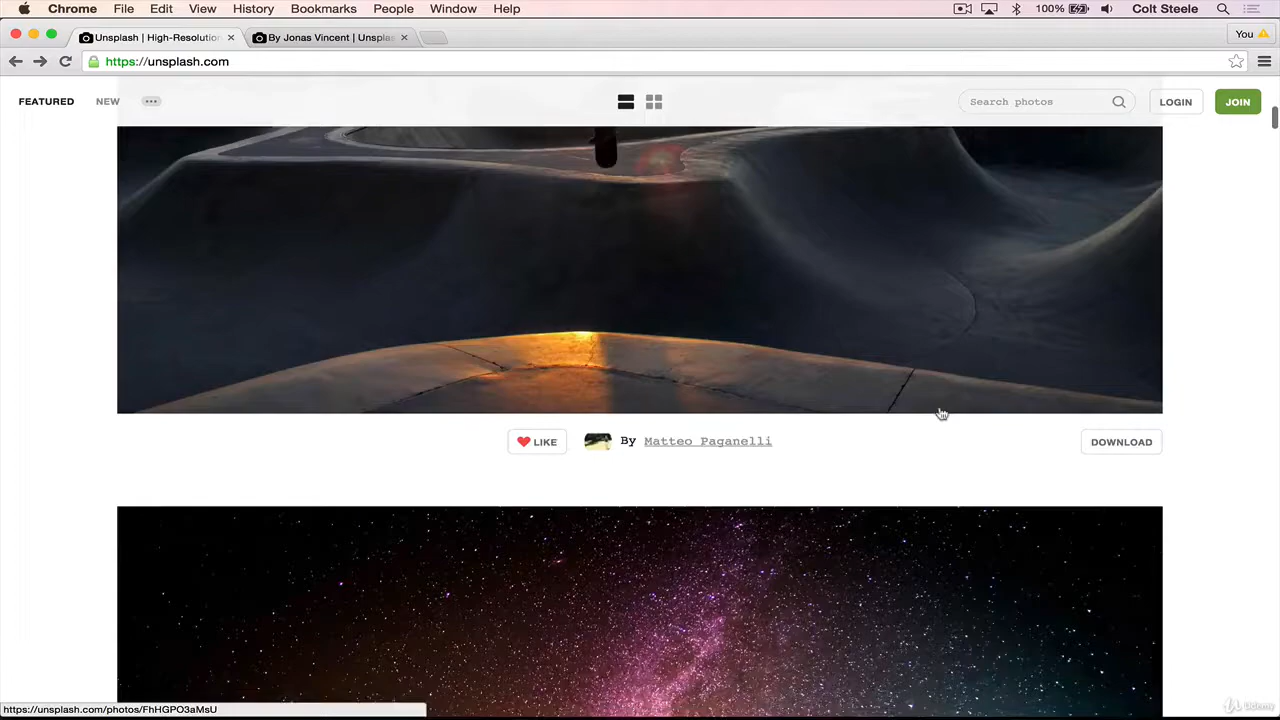 Chrome File Edit View History Bookmarks People Window Help 100% Colt Steele
Unsplash | High-Resolution By Jonas Vincent | Unsplas You
https://unsplash.com
FEATURED NEW Search photos LOGIN JOIN
LIKE By Matteo Paganelli DOWNLOAD
https://unsplash.com/photos/FhHGPO3aMsU
Udemy